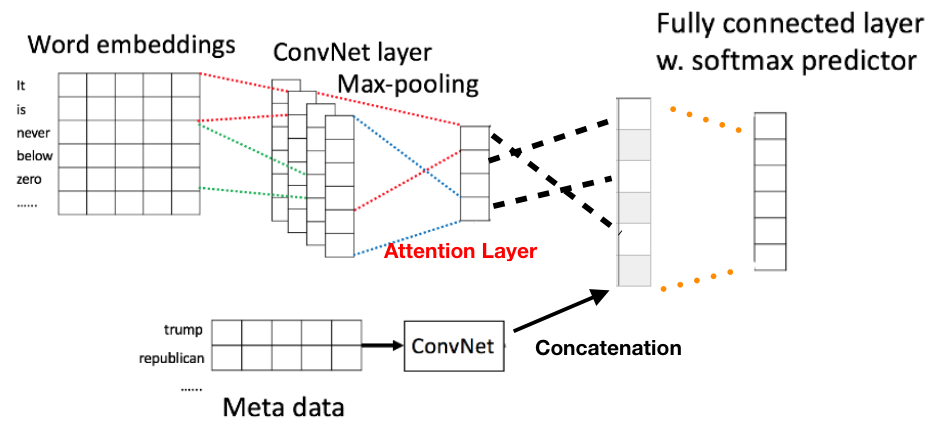 Word embeddings
It
is
never
below
zero
......
ConvNet layer
Max-pooling
Attention Layer
Fully connected layer
w. softmax predictor
trump
republican
......
Meta data
ConvNet
Concatenation